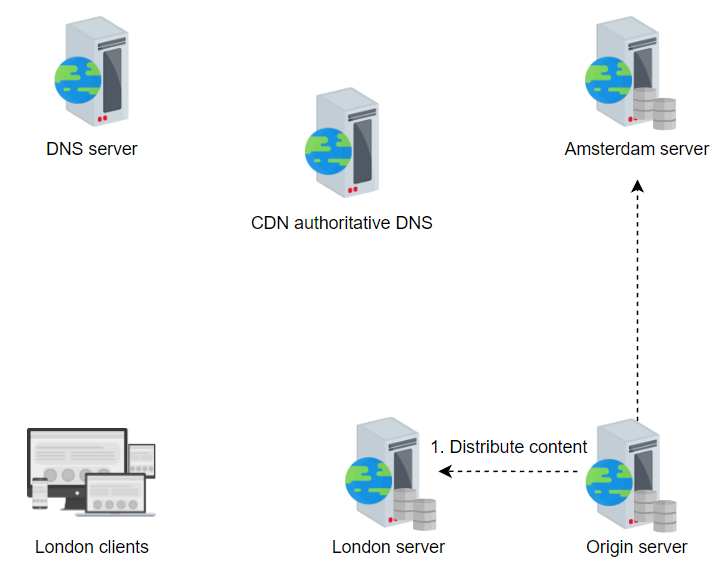 DNS server
Amsterdam server
CDN authoritative DNS
1. Distribute content
London clients
London server
Origin server